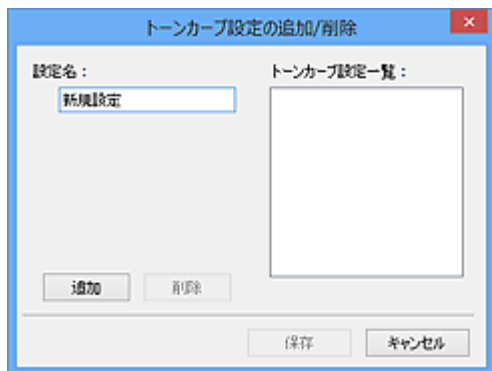 トーンカーブ設定の追加/削除
設定名：
トーンカーブ設定一覧：
新規設定
追加
削除
保存
キャンセル